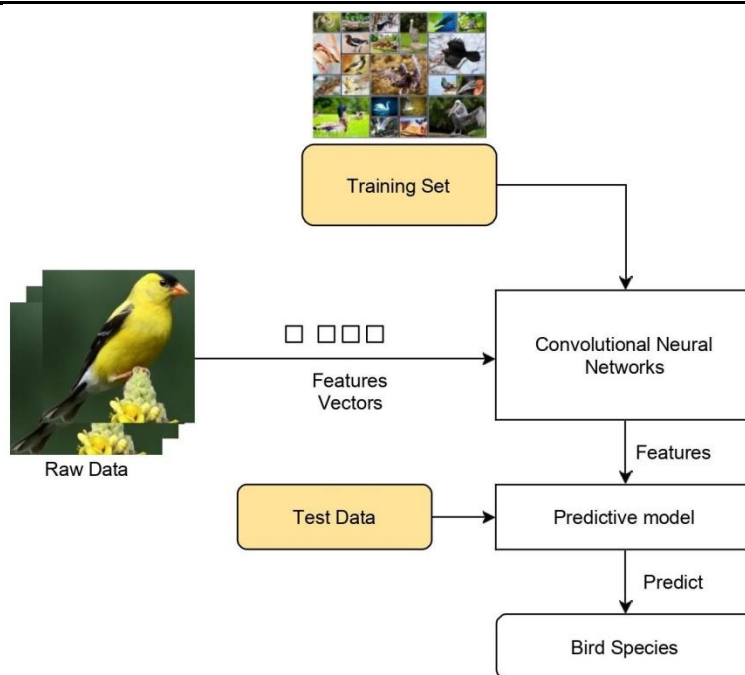 Training Set
Convolutional Neural
Networks
Features
Vectors
Raw Data
Features
Test Data
Predictive model
Predict
Bird Species